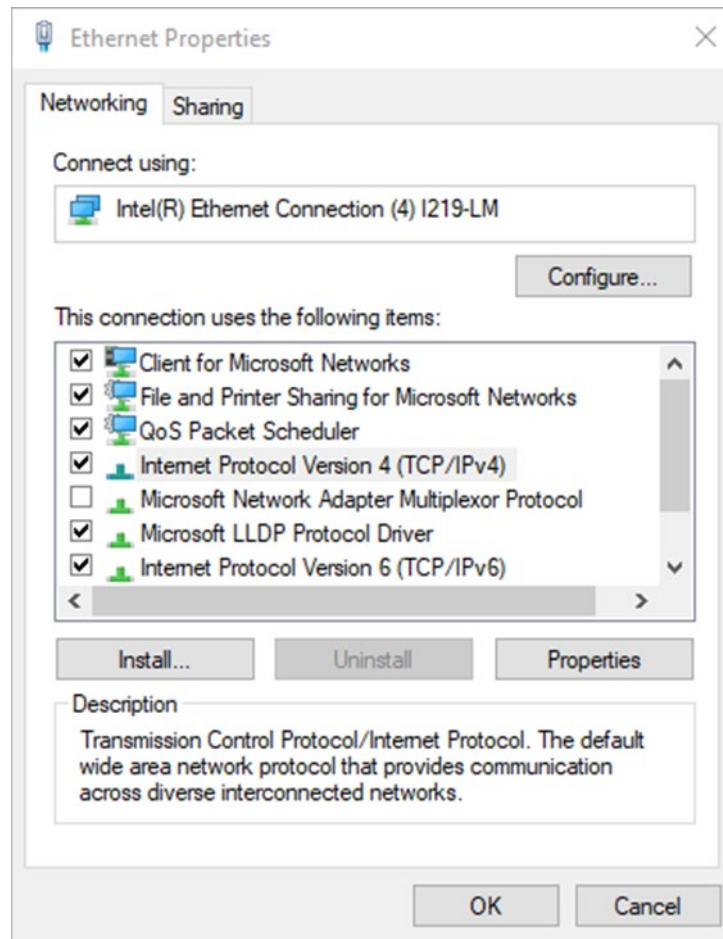 Ethernet Properties
Networking
Sharing
Connect using:
Intel(R) Ethernet Connection (4) I219-LM
Configure...
This connection uses the following items:
Client for Microsoft Networks
File and Printer Sharing for Microsoft Networks
QoS Packet Scheduler
Internet Protocol Version 4 (TCP/IPv4)
Microsoft Network Adapter Multiplexor Protocol
Microsoft LLDP Protocol Driver
Internet Protocol Version 6 (TCP/IPv6)
Install...
Uninstall
Properties
Description
Transmission Control Protocol/Internet Protocol. The default
wide area network protocol that provides communication
across diverse interconnected networks.
OK
Cancel